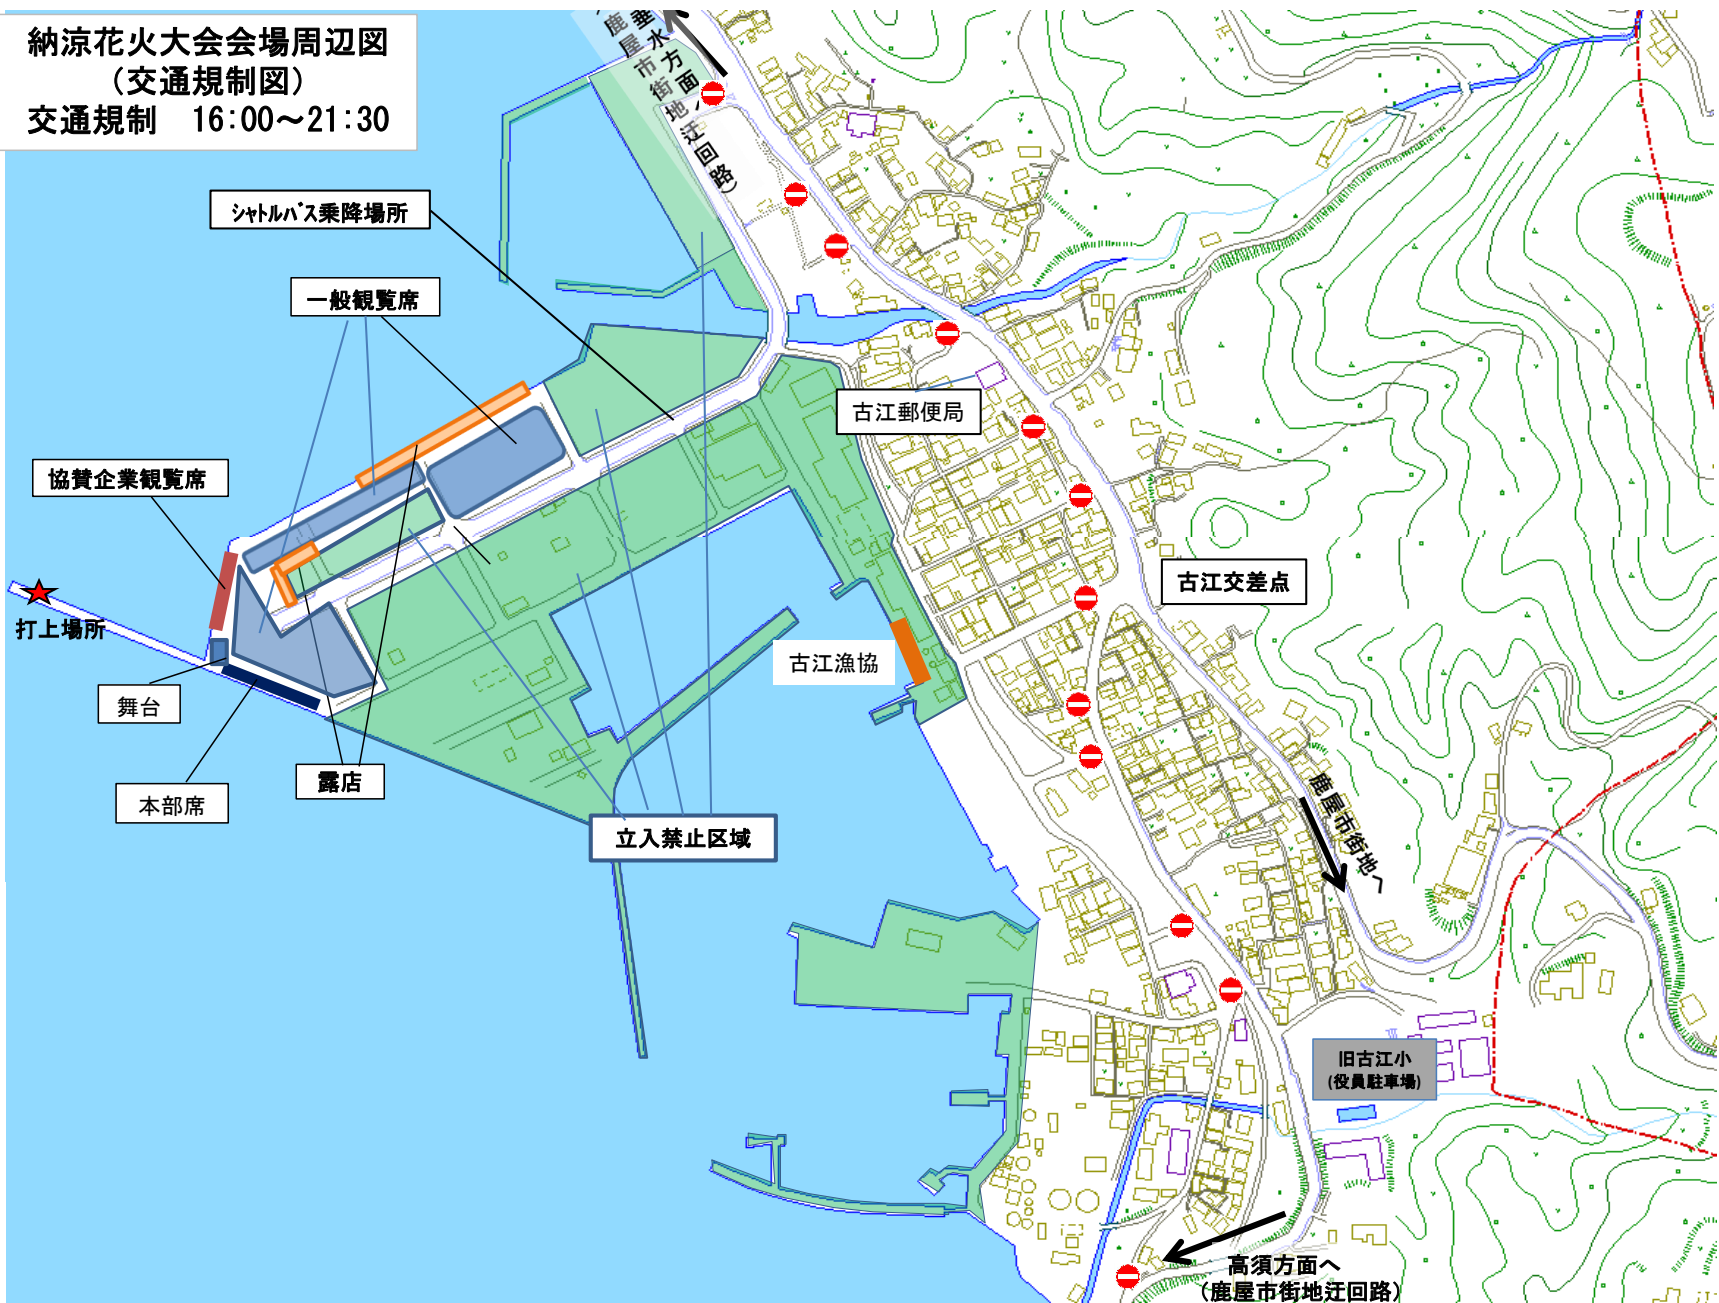 納涼花火大会会場周辺図
（交通規制図）
交通規制　16:00～21:30
垂水方面へ
（鹿屋市街地迂回路）
シャトルバス乗降場所
一般観覧席
古江郵便局
協賛企業観覧席
古江交差点
打上場所
古江漁協
舞台
露店
本部席
立入禁止区域
鹿屋市街地へ
旧古江小
(役員駐車場)
高須方面へ
（鹿屋市街地迂回路）